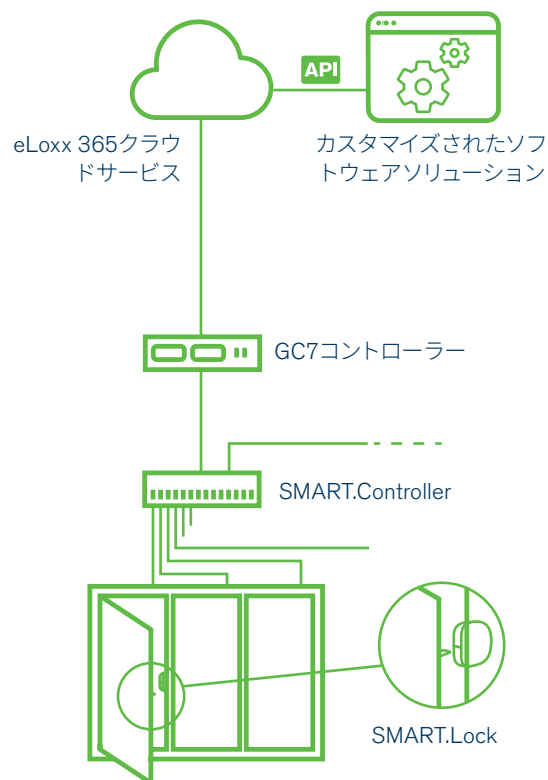 API
eLoxx 365クラウ
ドサービス
カスタマイズされたソフ
トウェアソリューション
GC7コントローラー
SMART.Controller
SMART.Lock